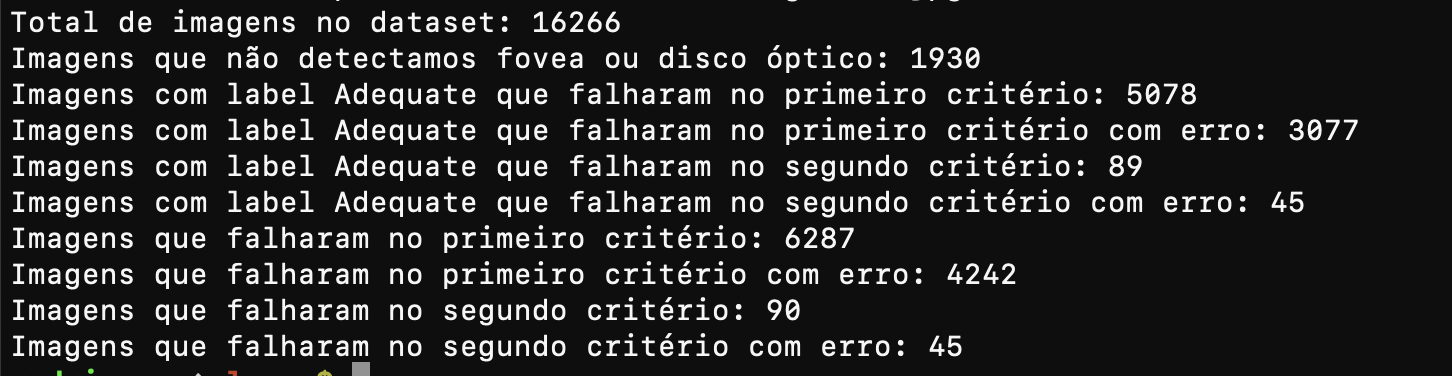 Total de imagens no dataset: 16266
Imagens que não detectamos fovea ou disco óptico: 1930
Imagens com label Adequate que falharam no primeiro critério: 5078
Imagens com label Adequate que falharam no primeiro critério com erro: 3077
Imagens com label Adequate que falharam no segundo critério: 89
Imagens com label Adequate que falharam no segundo critério com erro: 45
Imagens que falharam no primeiro critério: 6287
Imagens que falharam no primeiro critério com erro: 4242
Imagens que falharam no segundo critério: 90
Imagens que falharam no segundo critério com erro: 45